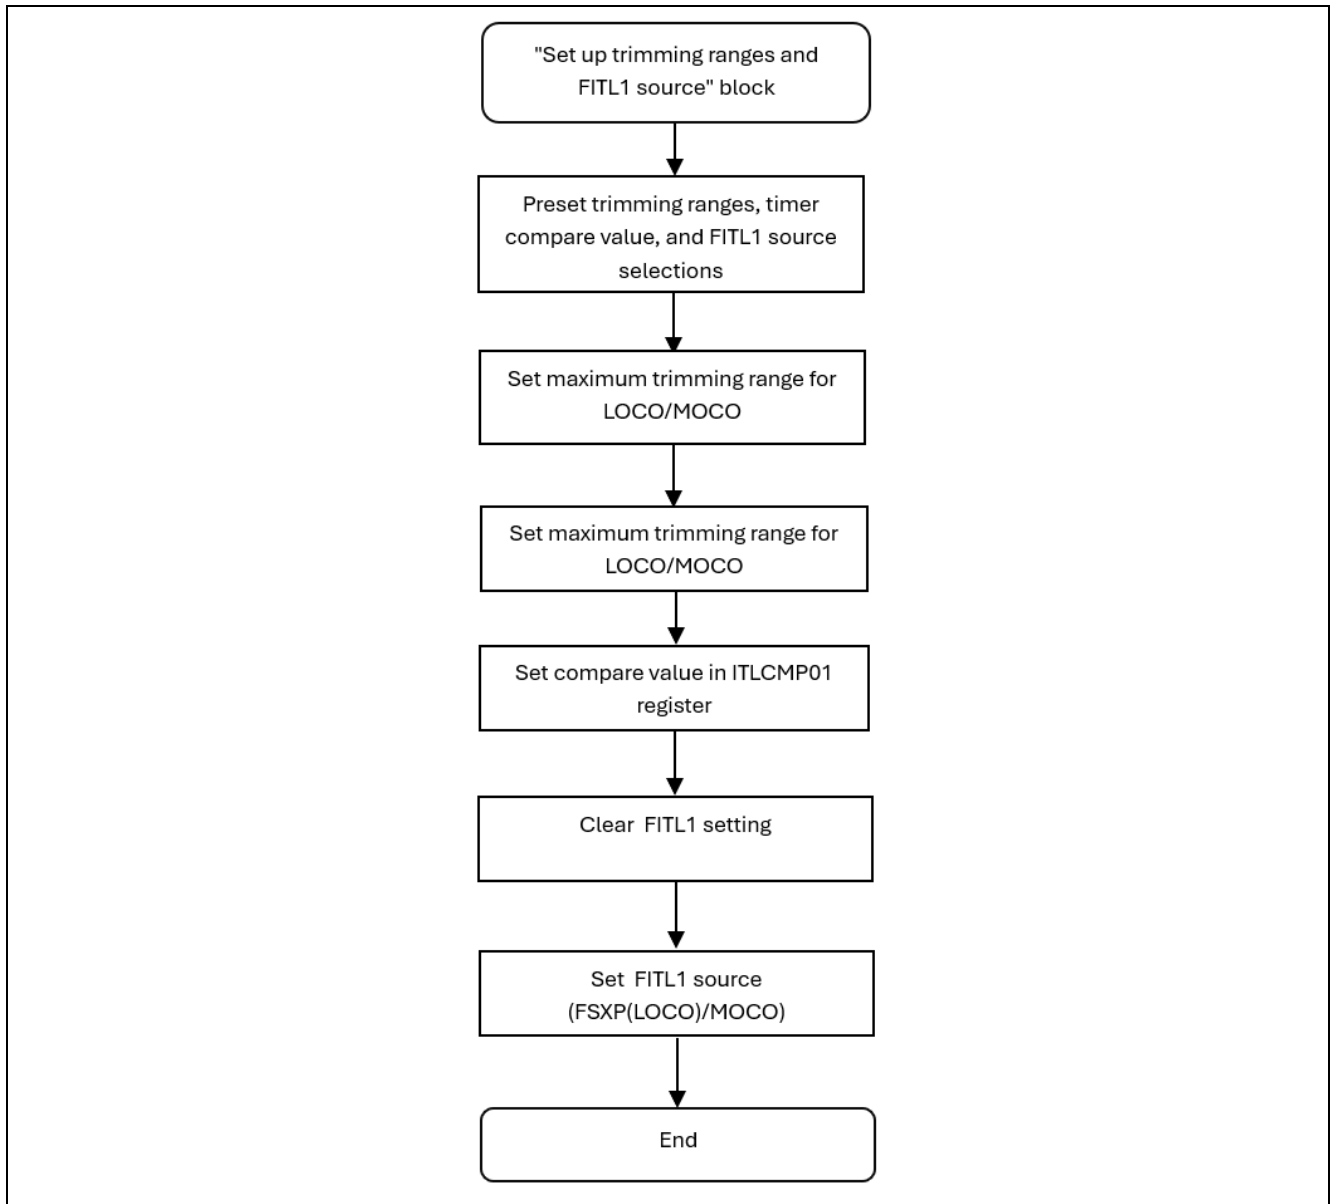 "Set up trimming ranges and
FITL1 source" block
Preset trimming ranges, timer
compare value, and FITL1 source
selections
Set maximum trimming range for
LOCO/MOCO
Set maximum trimming range for
LOCO/MOCO
Set compare value in ITLCMP01
register
Clear FITL1 setting
Set FITL1 source
(FSXP(LOCO)/MOCO)
End